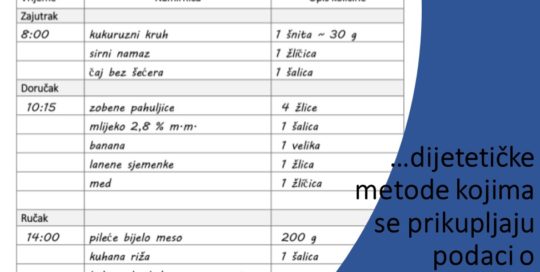 Zajutrak
8:00 kukuruzni kruh 1 šnita ~ 30 g
sirni namaz 1 žličica
čaj bez šećera 1 šalica
Doručak
10:15 zobene pahuljice 4 žlice
mlijeko 2,8 % m.m. 1 šalica
banana 1 velika
lanene sjemenke 1 žlica
med 1 žličica
Ručak
14:00 pileće bijelo meso 200 g
kuhana riža 1 šalica
...dijetetičke
metode kojima
se prikupljaju
podaci o